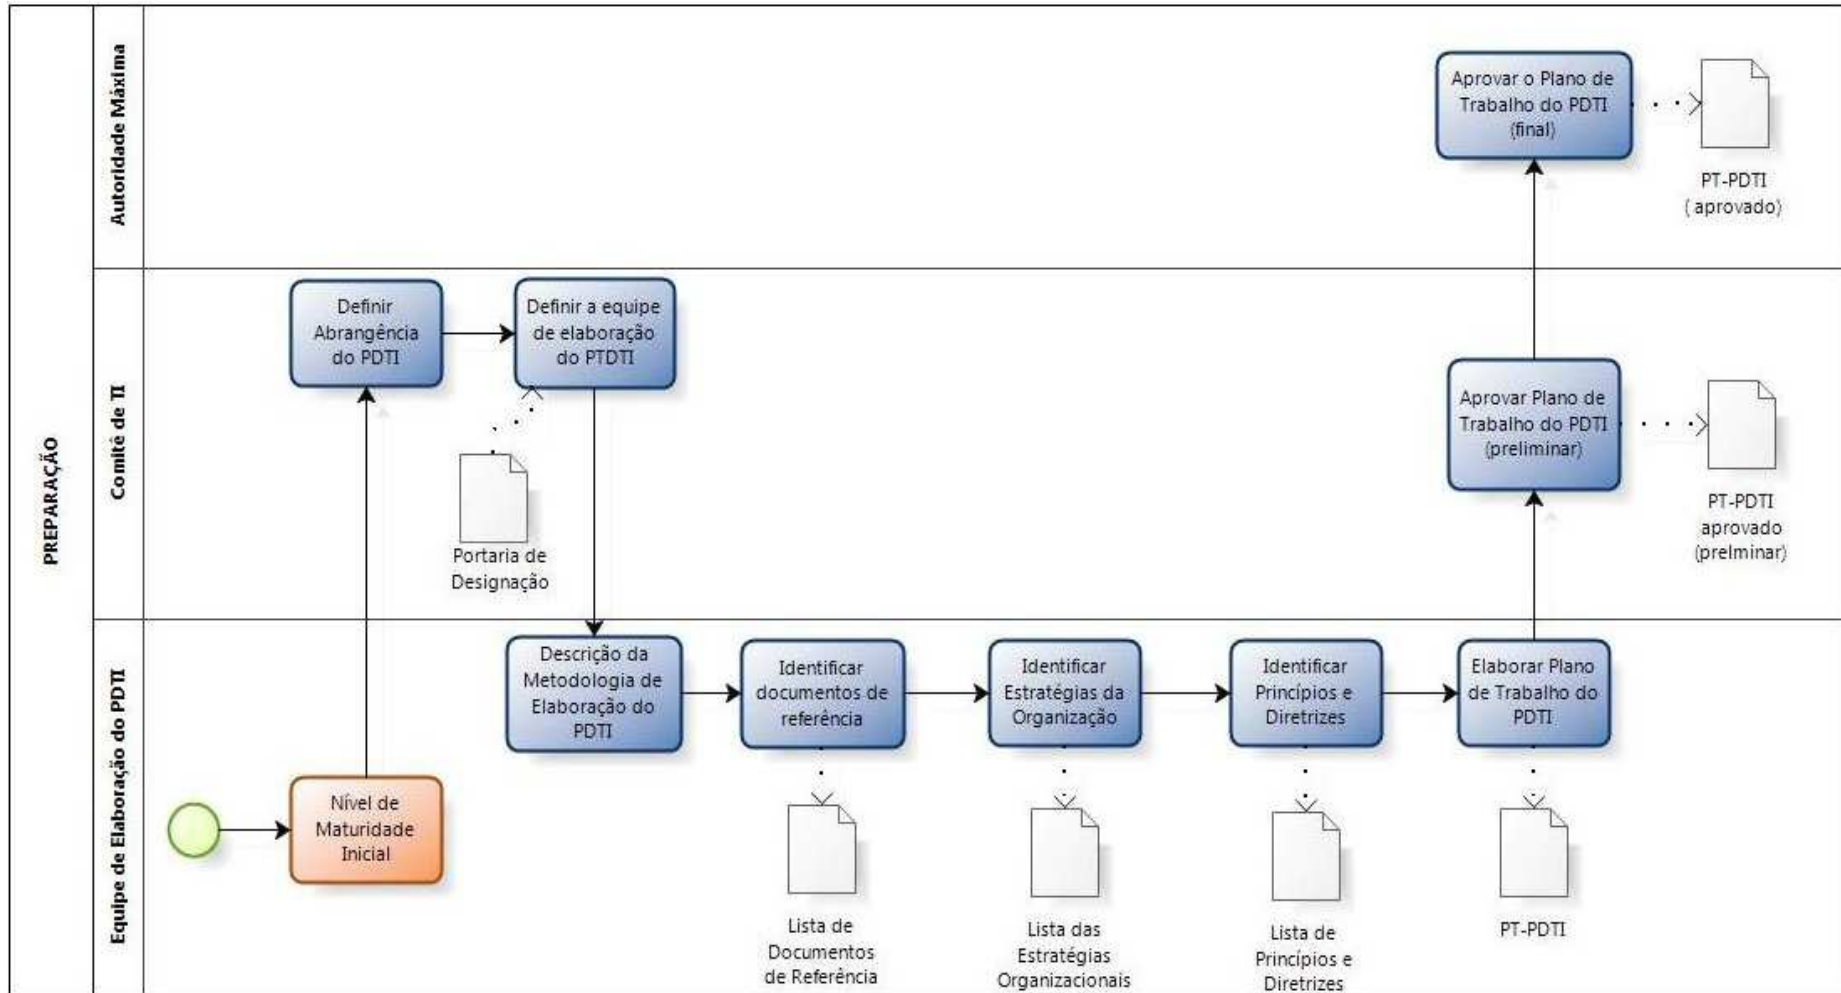 PREPARAÇÃO
Autoridade Máxima
Aprovar o Plano de
Trabalho do PDTI
(final)
PT-PDTI
( aprovado)
Comitê de TI
Definir
Abrangência
do PDTI
Definir a equipe
de elaboração
do PTDTI
Portaria de
Designação
Aprovar Plano de
Trabalho do PDTI
(preliminar)
PT-PDTI
aprovado
(prelminar)
Equipe de Elaboração do PDTI
Nível de
Maturidade
Inicial
Descrição da
Metodologia de
Elaboração do
PDTI
Identificar
documentos de
referência
Identificar
Estratégias da
Organização
Identificar
Princípios e
Diretrizes
Elaborar Plano
de Trabalho do
PDTI
Lista de
Documentos
de Referência
Lista das
Estratégias
Organizacionais
Lista de
Princípios e
Diretrizes
PT-PDTI